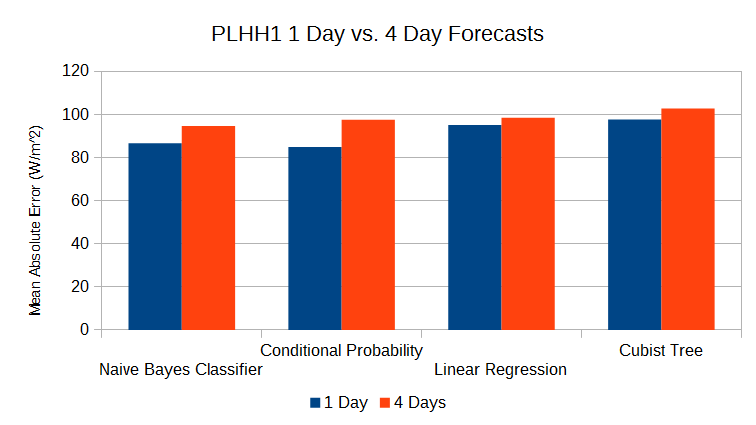 PLHH1 1 Day vs. 4 Day Forecasts
Mean Absolute Error (W/m^2)
120
100
80
60
40
20
0
Naive Bayes Classifier
Conditional Probability
Linear Regression
Cubist Tree
1 Day
4 Days